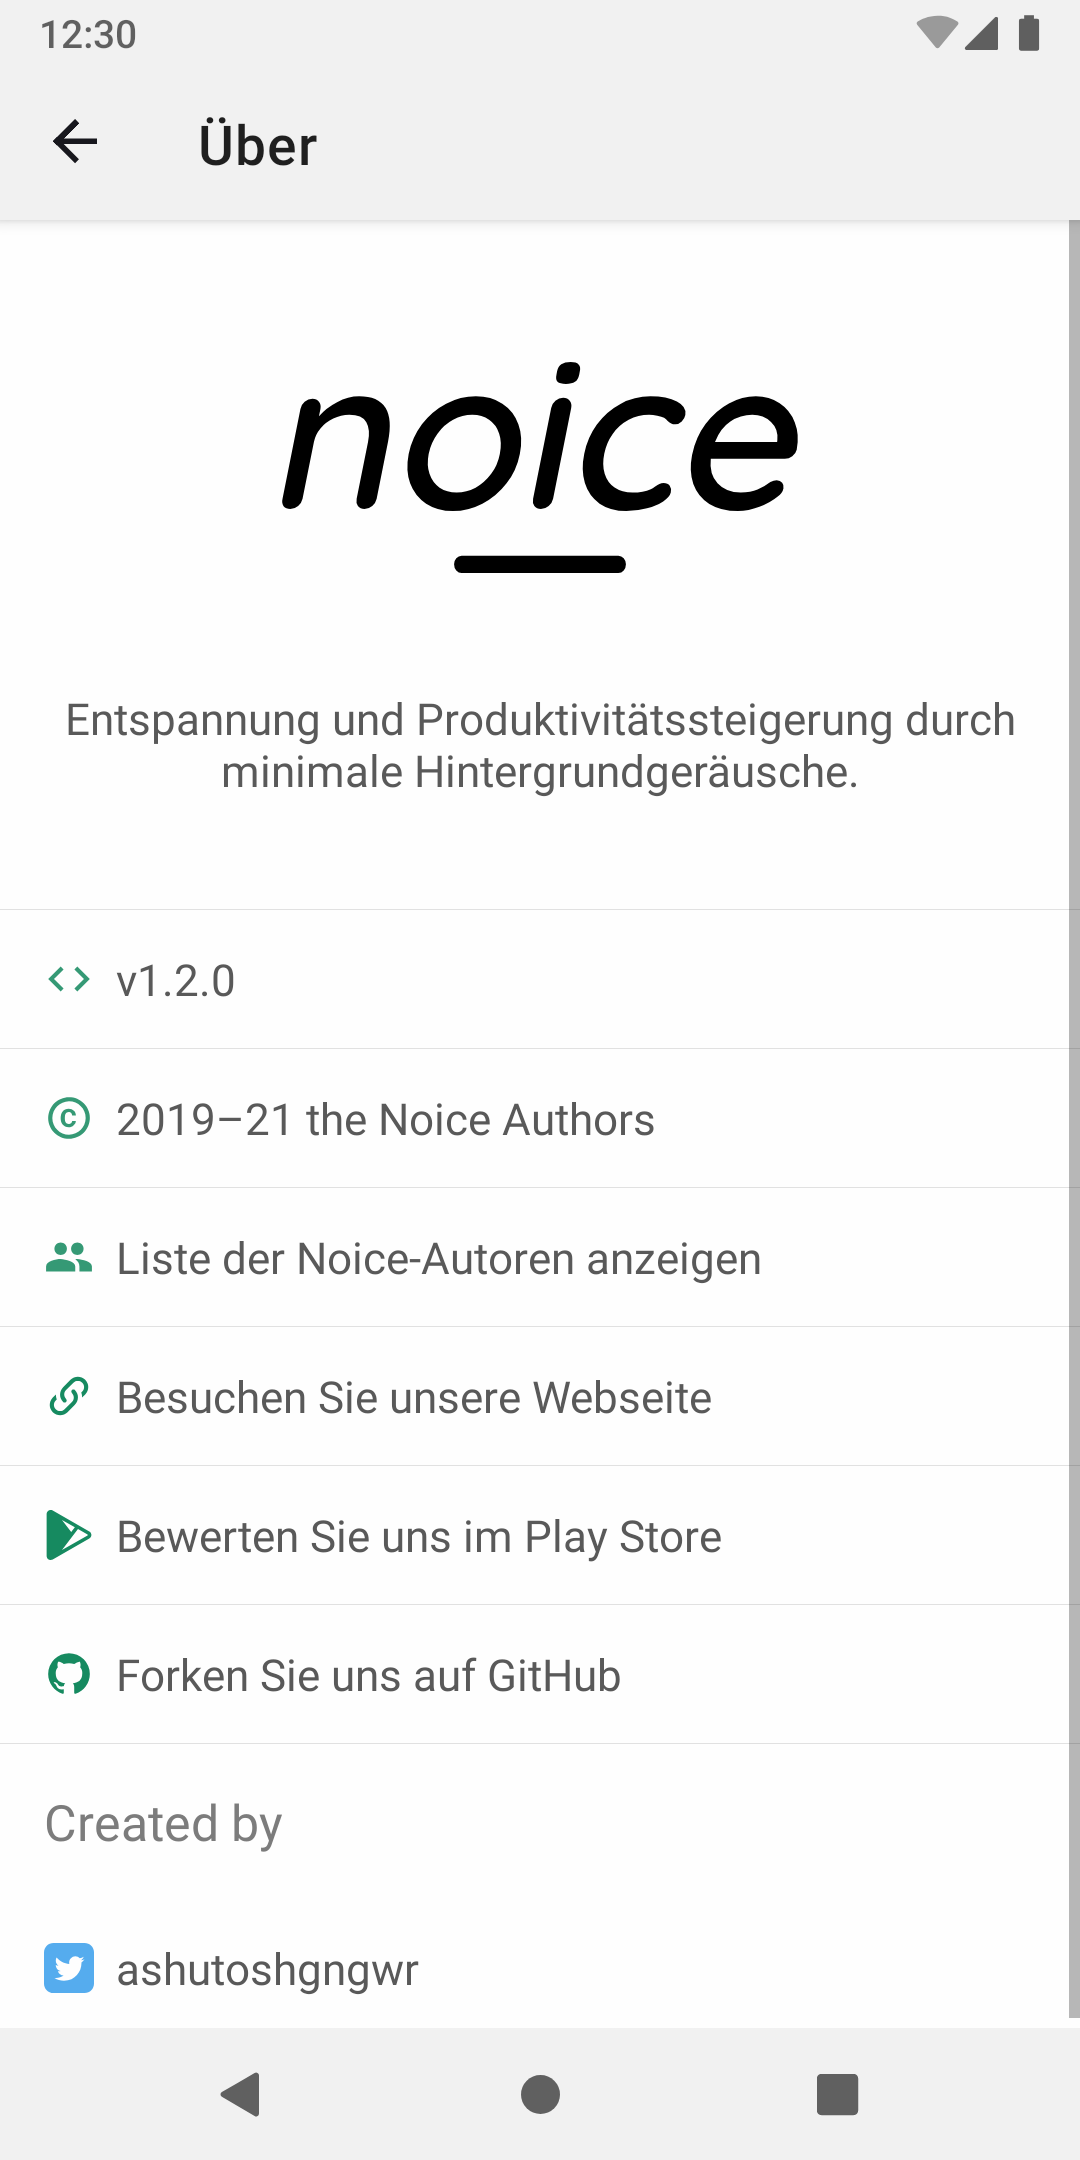 12:30
Über
noice
Entspannung und Produktivitätssteigerung durch
minimale Hintergrundgeräusche.
v1.2.0
2019–21 the Noice Authors
Liste der Noice-Autoren anzeigen
Besuchen Sie unsere Webseite
Bewerten Sie uns im Play Store
Forken Sie uns auf GitHub
Created by
ashutoshgngwr